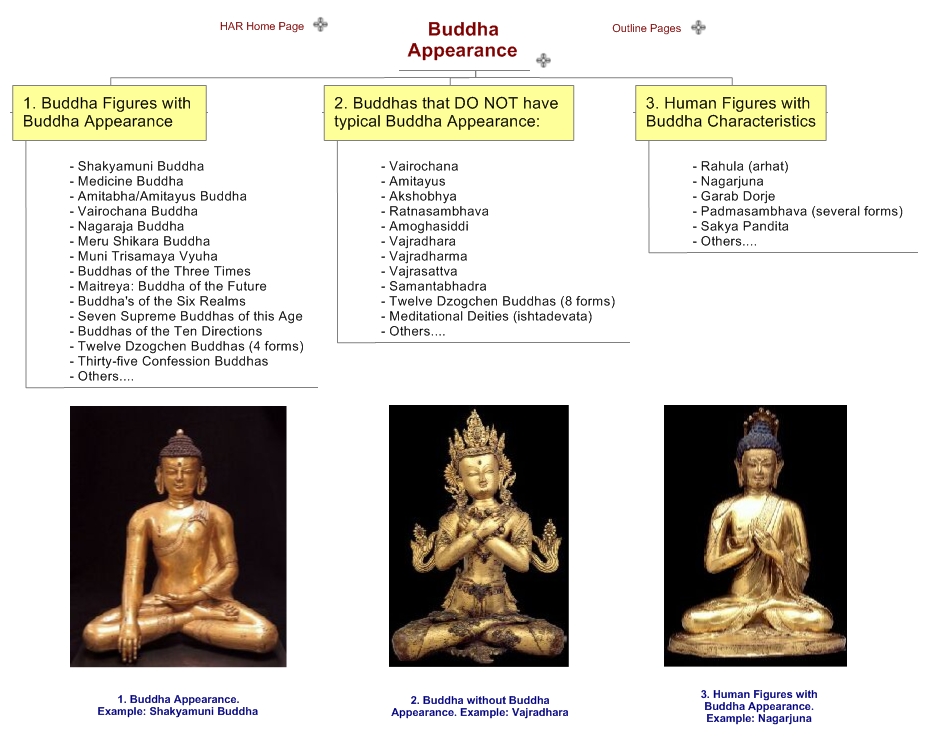 HAR Home Page
Buddha
Appearance
Outline Pages
1. Buddha Figures with
Buddha Appearance
- Shakyamuni Buddha
- Medicine Buddha
- Amitabha/Amitayus Buddha
- Vairochana Buddha
- Nagaraja Buddha
- Meru Shikara Buddha
- Muni Trisamaya Vyuha
- Buddhas of the Three Times
- Maitreya: Buddha of the Future
- Buddha's of the Six Realms
- Seven Supreme Buddhas of this Age
- Buddhas of the Ten Directions
- Twelve Dzogchen Buddhas (4 forms)
- Thirty-five Confession Buddhas
- Others....
2. Buddhas that DO NOT have
typical Buddha Appearance:
- Vairochana
- Amitayus
- Akshobhya
- Ratnasambhava
- Amoghasiddi
- Vajradhara
- Vajradharma
- Vajrasattva
- Samantabhadra
- Twelve Dzogchen Buddhas (8 forms)
- Meditational Deities (ishtadevata)
- Others....
3. Human Figures with
Buddha Characteristics
- Rahula (arhat)
- Nagarjuna
- Garab Dorje
- Padmasambhava (several forms)
- Sakya Pandita
- Others....
1. Buddha Appearance.
Example: Shakyamuni Buddha
2. Buddha without Buddha
Appearance. Example: Vajradhara
3. Human Figures with
Buddha Appearance.
Example: Nagarjuna